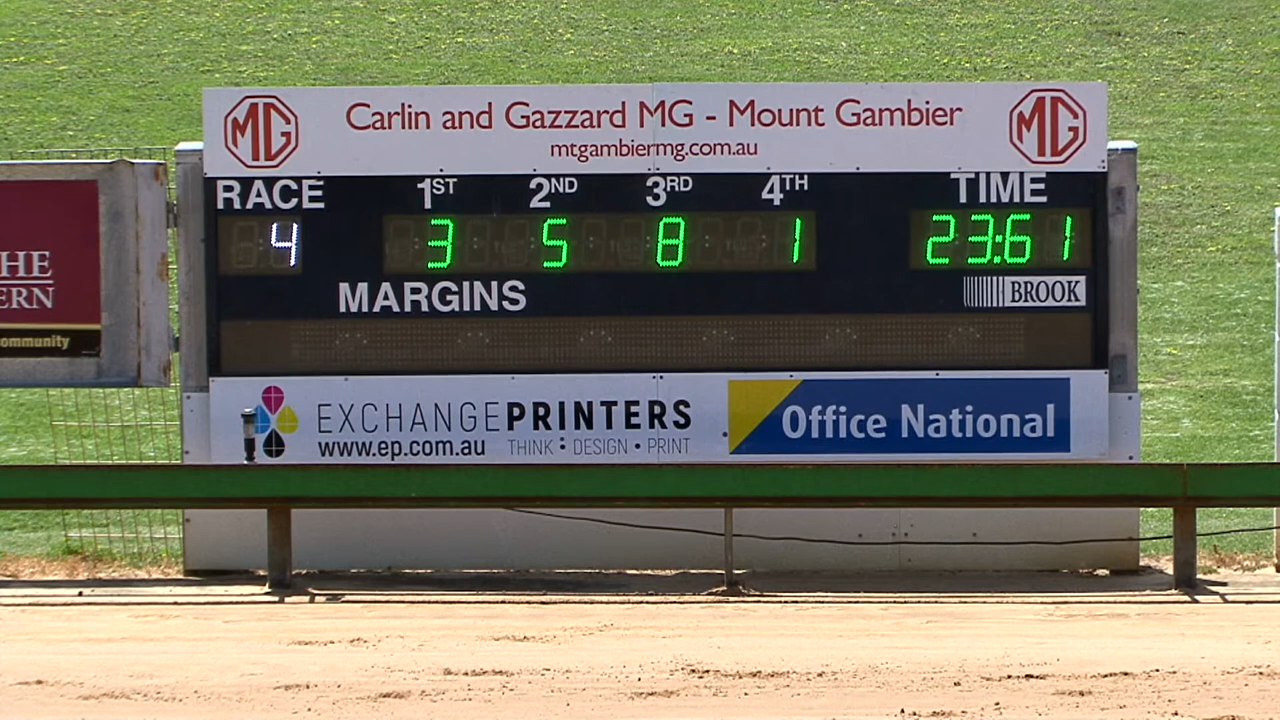 MG Carlin and Gazzard MG - Mount Gambier MG
mtgambiermg.com.au
RACE 1ST 2ND 3RD 4TH TIME
4 3 5 8 1 23:61
MARGINS BROOK
HE
ERN
ommunity
EXCHANGEPRINTERS
www.ep.com.au THINK : DESIGN • PRINT
Office National